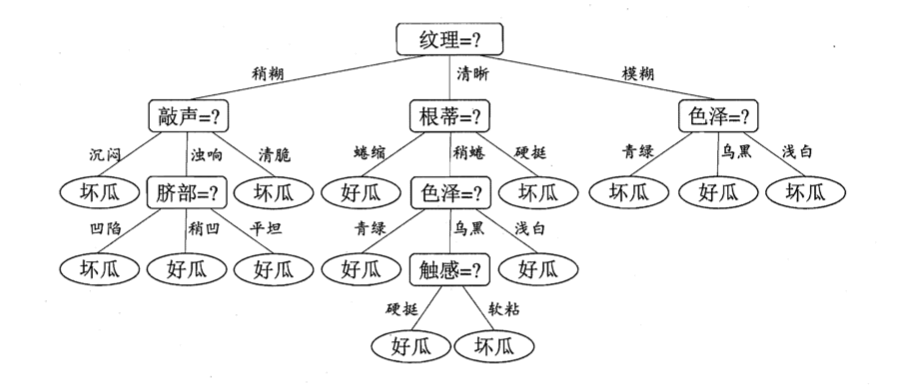 纹理=?
稍糊 清晰 模糊
敲声=? 根蒂=? 色泽=?
沉闷 浊响 清脆 蜷缩 稍蜷 硬挺 青绿 乌黑 浅白
坏瓜 脐部=? 坏瓜 好瓜 色泽=? 坏瓜 坏瓜 好瓜 坏瓜
凹陷 稍凹 平坦 青绿 乌黑 浅白
坏瓜 好瓜 好瓜 好瓜 触感=? 好瓜
硬挺 软粘
好瓜 坏瓜